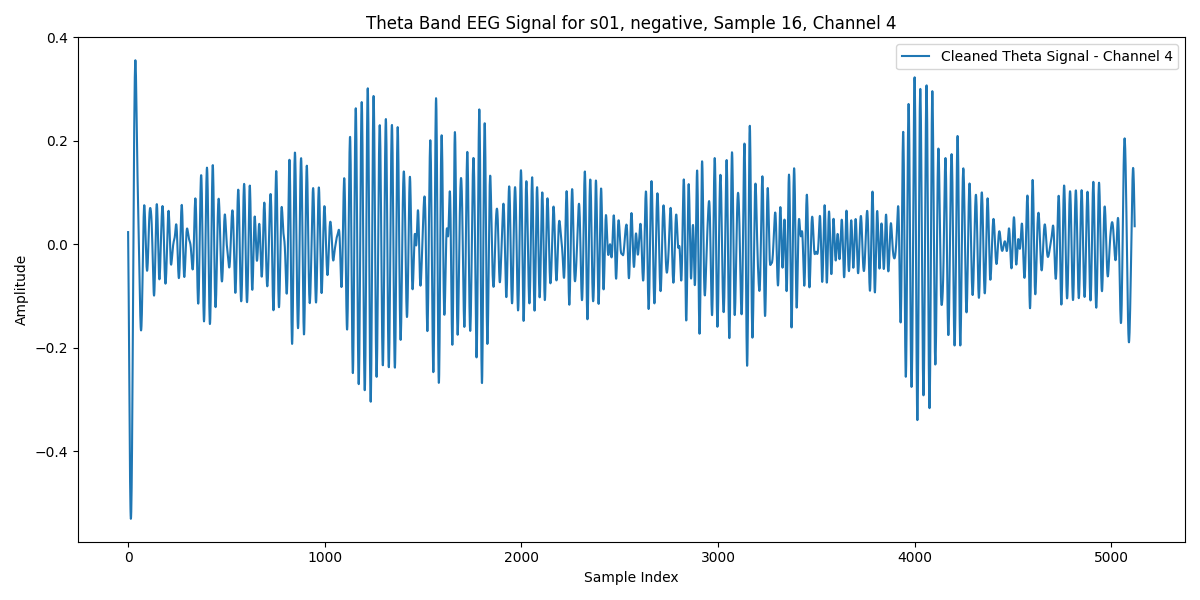 Theta Band EEG Signal for s01, negative, Sample 16, Channel 4
Cleaned Theta Signal - Channel 4
Amplitude
0.4
0.2
0.0
−0.2
−0.4
0 1000 2000 3000 4000 5000
Sample Index